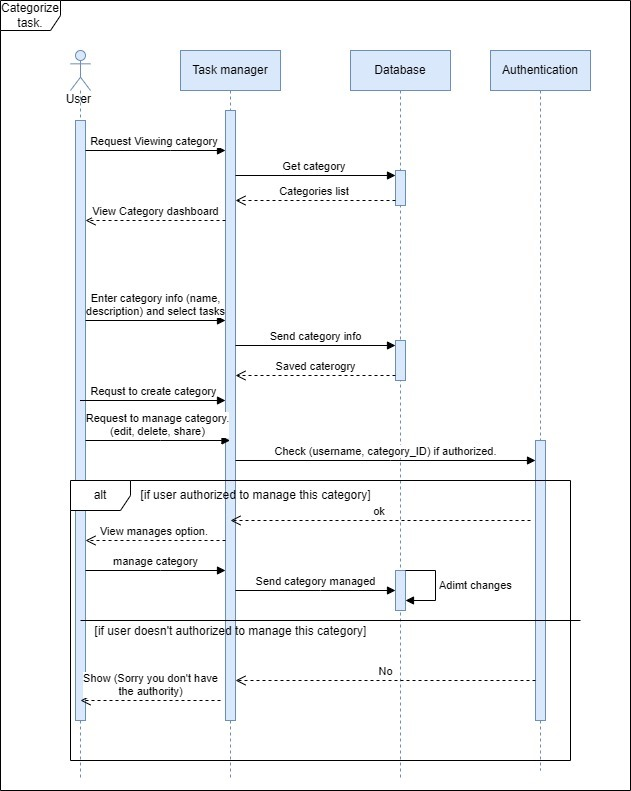 Categorize
task.
User
Task manager
Database
Authentication
Request Viewing category
Get category
Categories list
View Category dashboard
Enter category info (name,
description) and select tasks
Send category info
Saved caterogry
Requst to create category
Request to manage category.
(edit, delete, share)
Check (username, category_ID) if authorized.
alt
[if user authorized to manage this category]
ok
View manages option.
manage category
Send category managed
Adimt changes
[if user doesn't authorized to manage this category]
No
Show (Sorry you don't have
the authority)